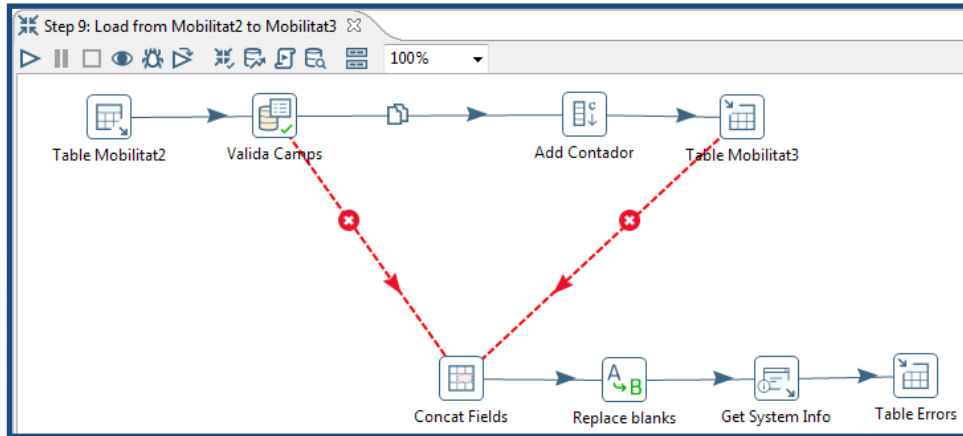 Step 9: Load from Mobilitat2 to Mobilitat3
100%
Table Mobilitat2
Valida Camps
Add Contador
Table Mobilitat3
Concat Fields
Replace blanks
Get System Info
Table Errors